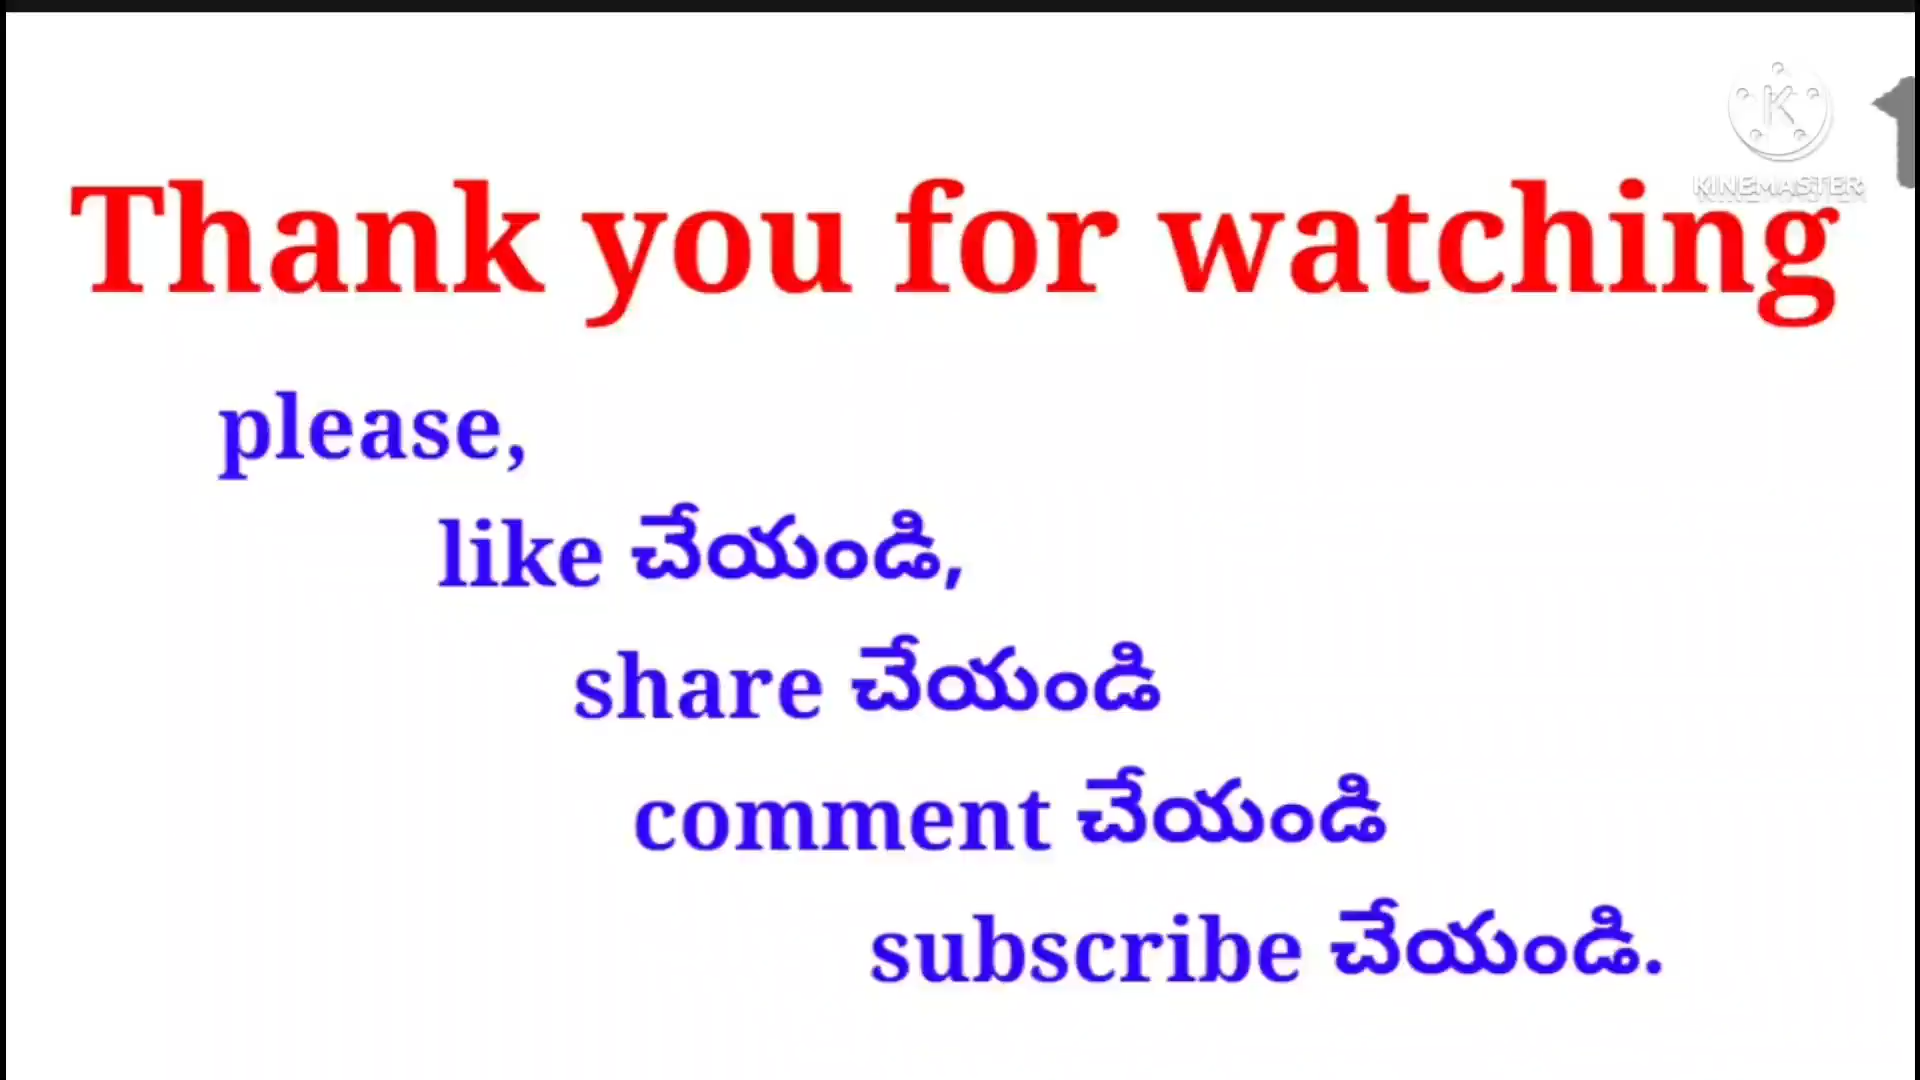 KINEMASTER
Thank you for watching
please,
like చేయండి,
share చేయండి
comment చేయండి
subscribe చేయండి.